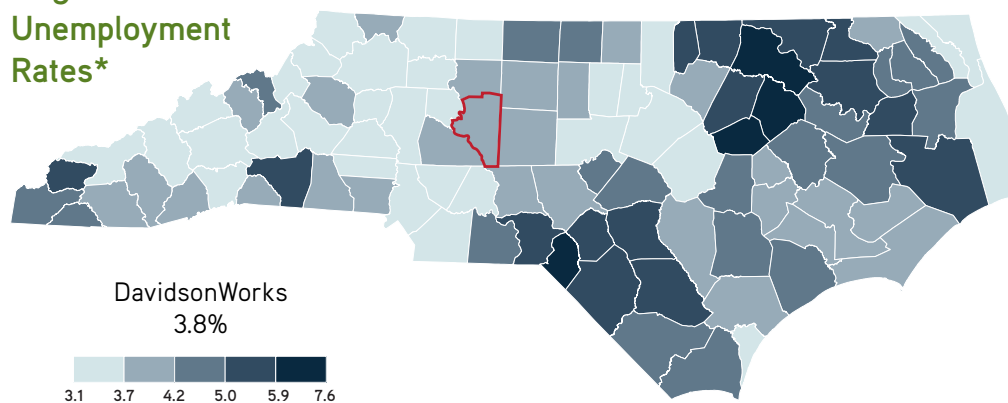 Unemployment
Rates*
DavidsonWorks
3.8%
3.1 3.7 4.2 5.0 5.9 7.6